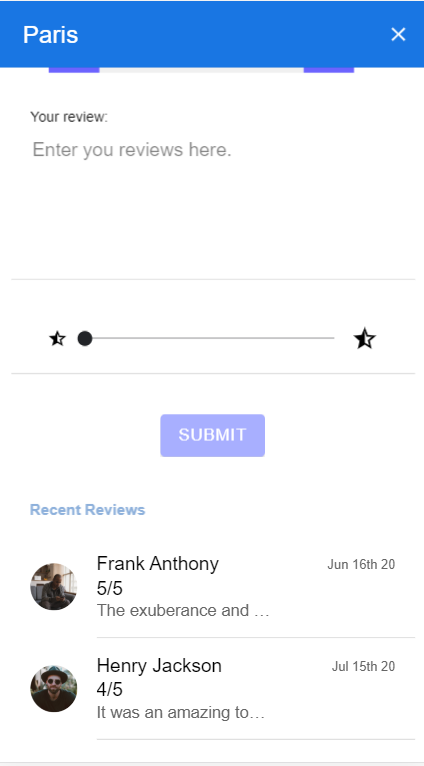 Paris
Your review:
Enter you reviews here.
SUBMIT
Recent Reviews
Frank Anthony
Jun 16th 20
5/5
The exuberance and …
Henry Jackson
Jul 15th 20
4/5
It was an amazing to…